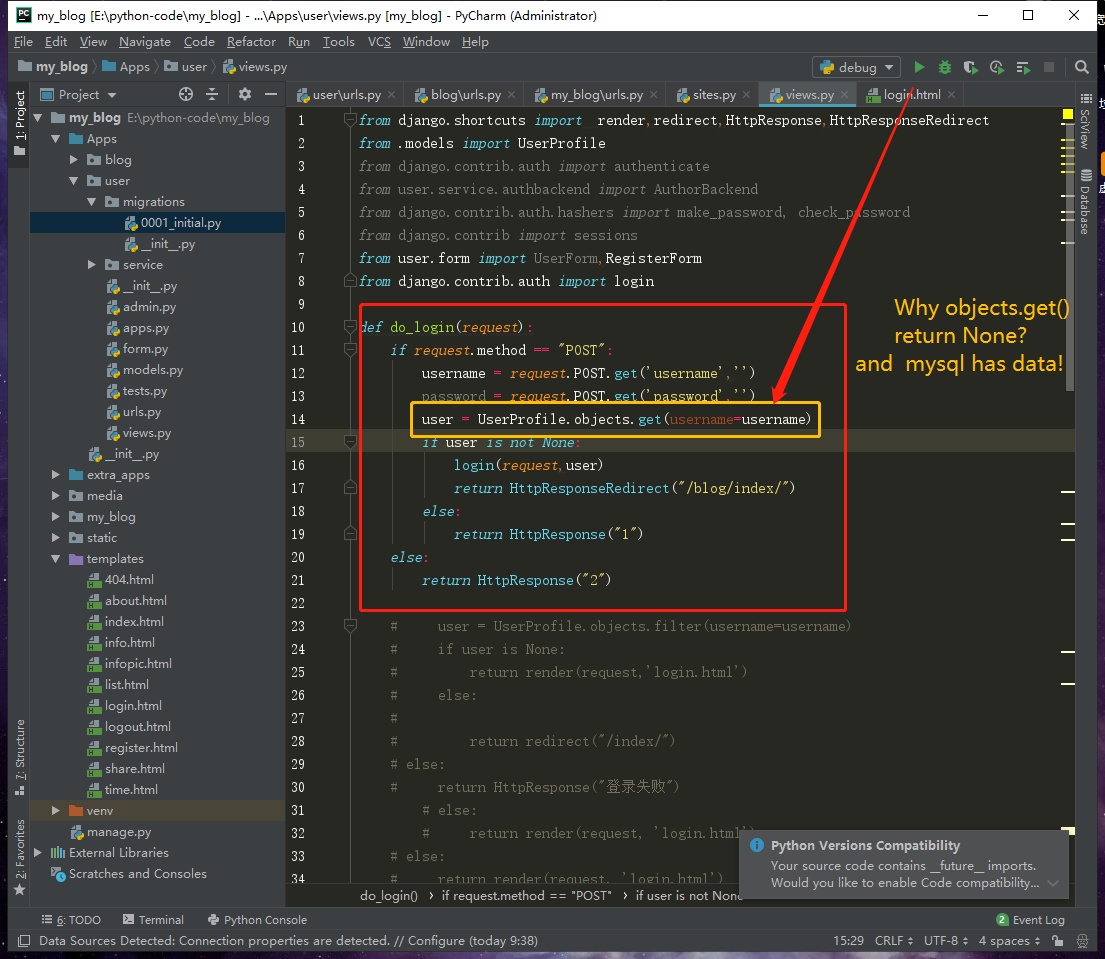 my_blog [E:\python-code\my_blog] - ...\Apps\user\views.py [my_blog] - PyCharm (Administrator)
File Edit View Navigate Code Refactor Run Tools VCS Window Help
my_blog Apps user views.py debug
Project user\urls.py blog\urls.py my_blog\urls.py sites.py views.py login.html
1: Project
SciView
Database
7: Structure
2: Favorites
my_blog E:\python-code\my_blog
Apps
blog
user
migrations
0001_initial.py
__init__.py
service
__init__.py
admin.py
apps.py
form.py
models.py
tests.py
urls.py
views.py
__init__.py
extra_apps
media
my_blog
static
templates
404.html
about.html
index.html
info.html
infopic.html
list.html
login.html
logout.html
register.html
share.html
time.html
venv
manage.py
External Libraries
Scratches and Consoles
1 from django.shortcuts import render,redirect,HttpResponse,HttpResponseRedirect
2 from .models import UserProfile
3 from django.contrib.auth import authenticate
4 from user.service.authbackend import AuthorBackend
5 from django.contrib.auth.hashers import make_password, check_password
6 from django.contrib import sessions
7 from user.form import UserForm,RegisterForm
8 from django.contrib.auth import login
9
10 def do_login(request):
11 if request.method == "POST":
12 username = request.POST.get('username','')
13 password = request.POST.get('password','')
14 user = UserProfile.objects.get(username=username)
15 if user is not None:
16 login(request,user)
17 return HttpResponseRedirect("/blog/index/")
18 else:
19 return HttpResponse("1")
20 else:
21 return HttpResponse("2")
22
23 # user = UserProfile.objects.filter(username=username)
24 # if user is None:
25 # return render(request,'login.html')
26 # else:
27 #
28 # return redirect("/index/")
29 # else:
30 # return HttpResponse("登录失败")
31 # else:
32 # return render(request, 'login.html')
33 # else:
34 # return render(request, 'login.html')
Why objects.get()
return None?
and mysql has data!
Python Versions Compatibility
Your source code contains __future__ imports.
Would you like to enable Code compatibility...
do_login() › if request.method == "POST" › if user is not None
6: TODO Terminal Python Console 2 Event Log
Data Sources Detected: Connection properties are detected. // Configure (today 9:38) 15:29 CRLF UTF-8 4 spaces